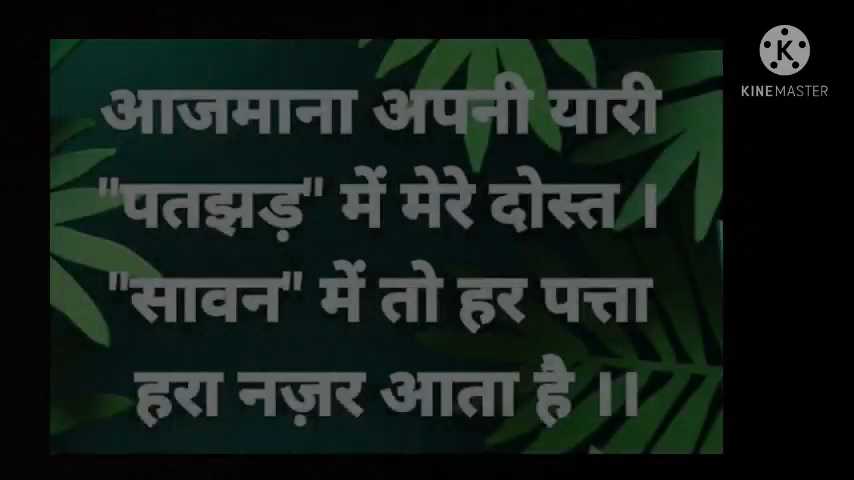 आजमाना अपनी यारी
"पतझड़" में मेरे दोस्त ।
"सावन" में तो हर पत्ता
हरा नज़र आता है ।।
KINEMASTER